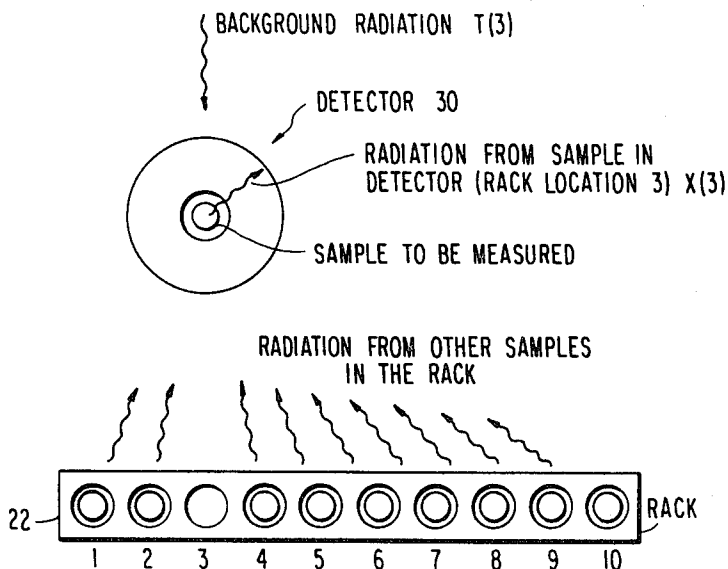 BACKGROUND RADIATION T(3)
DETECTOR 30
RADIATION FROM SAMPLE IN
DETECTOR (RACK LOCATION 3) X(3)
SAMPLE TO BE MEASURED
RADIATION FROM OTHER SAMPLES
IN THE RACK
22
RACK
1 2 3 4 5 6 7 8 9 10